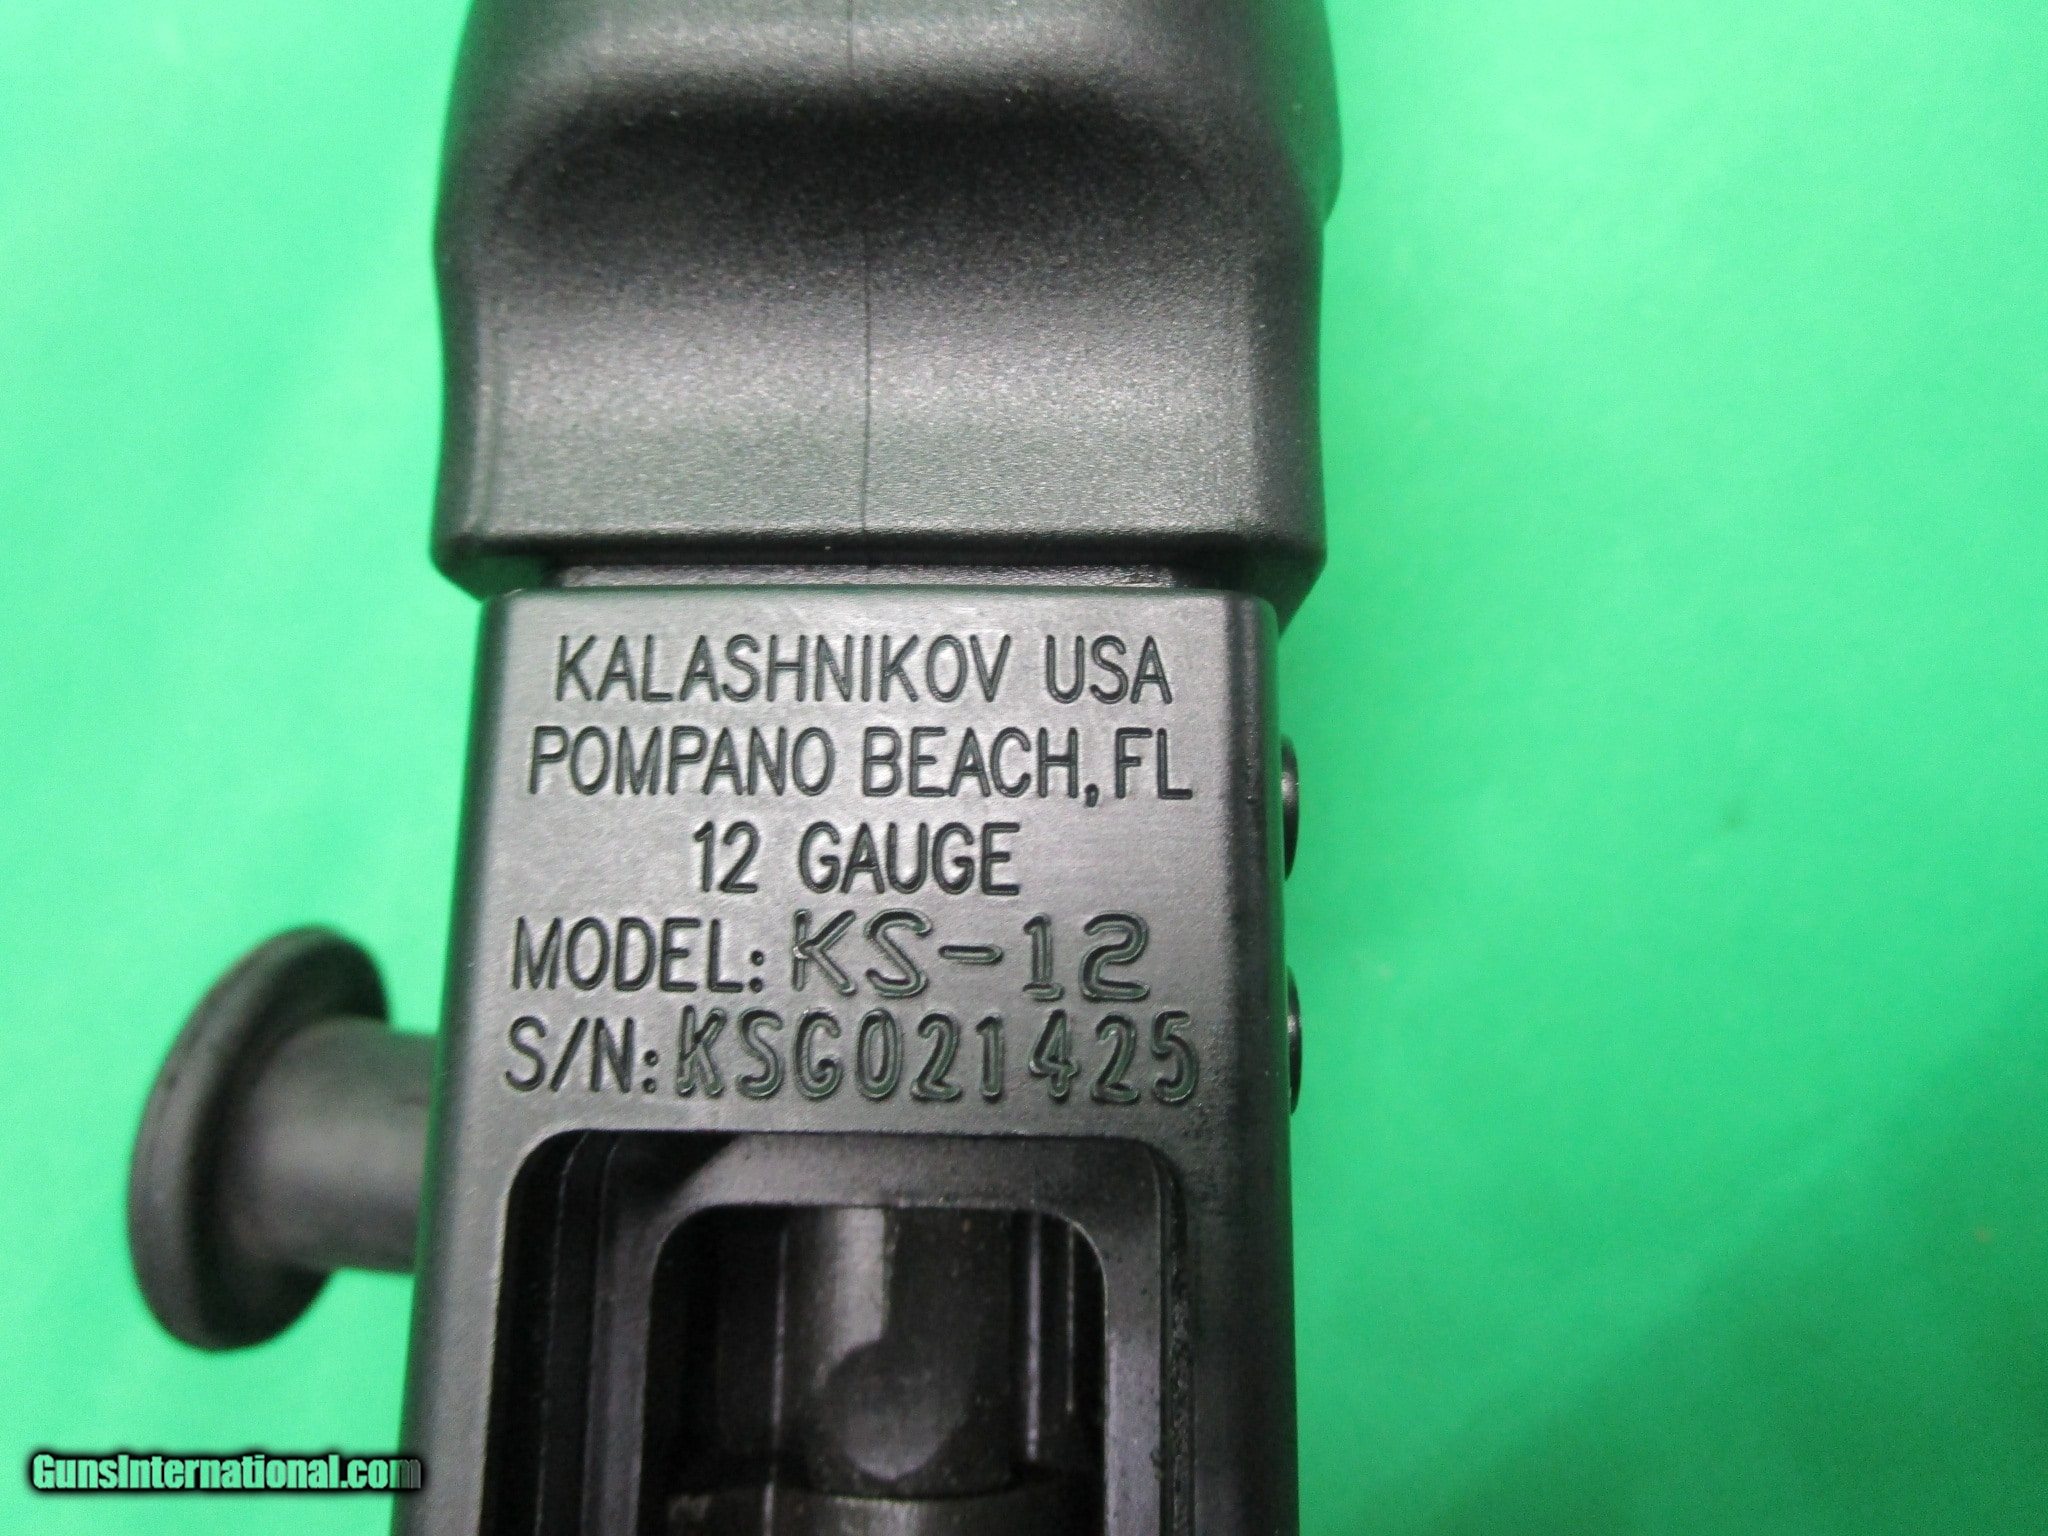 KALASHNIKOV USA
POMPANO BEACH, FL
12 GAUGE
MODEL: KS-12
S/N: KSG021425
GunsInternational.com